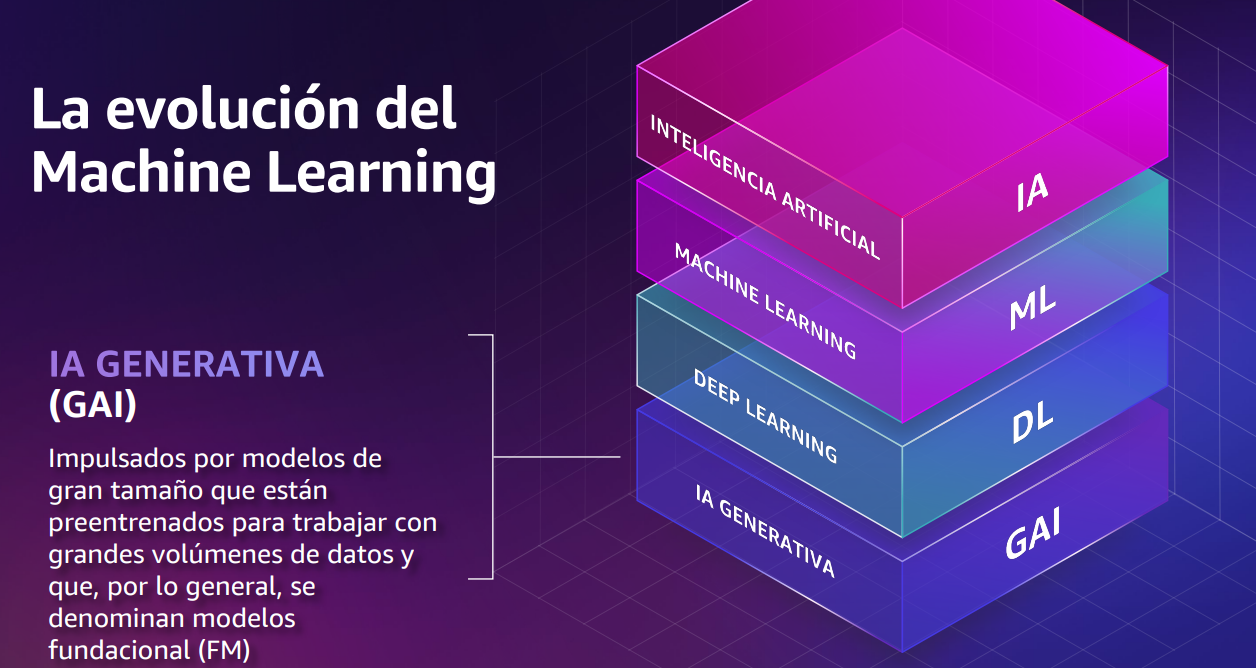 La evolución del
Machine Learning
IA GENERATIVA
(GAI)
Impulsados por modelos de
gran tamaño que están
preentrenados para trabajar con
grandes volúmenes de datos y
que, por lo general, se
denominan modelos
fundacional (FM)
INTELIGENCIA ARTIFICIAL
IA
MACHINE LEARNING
ML
DEEP LEARNING
DL
IA GENERATIVA
GAI